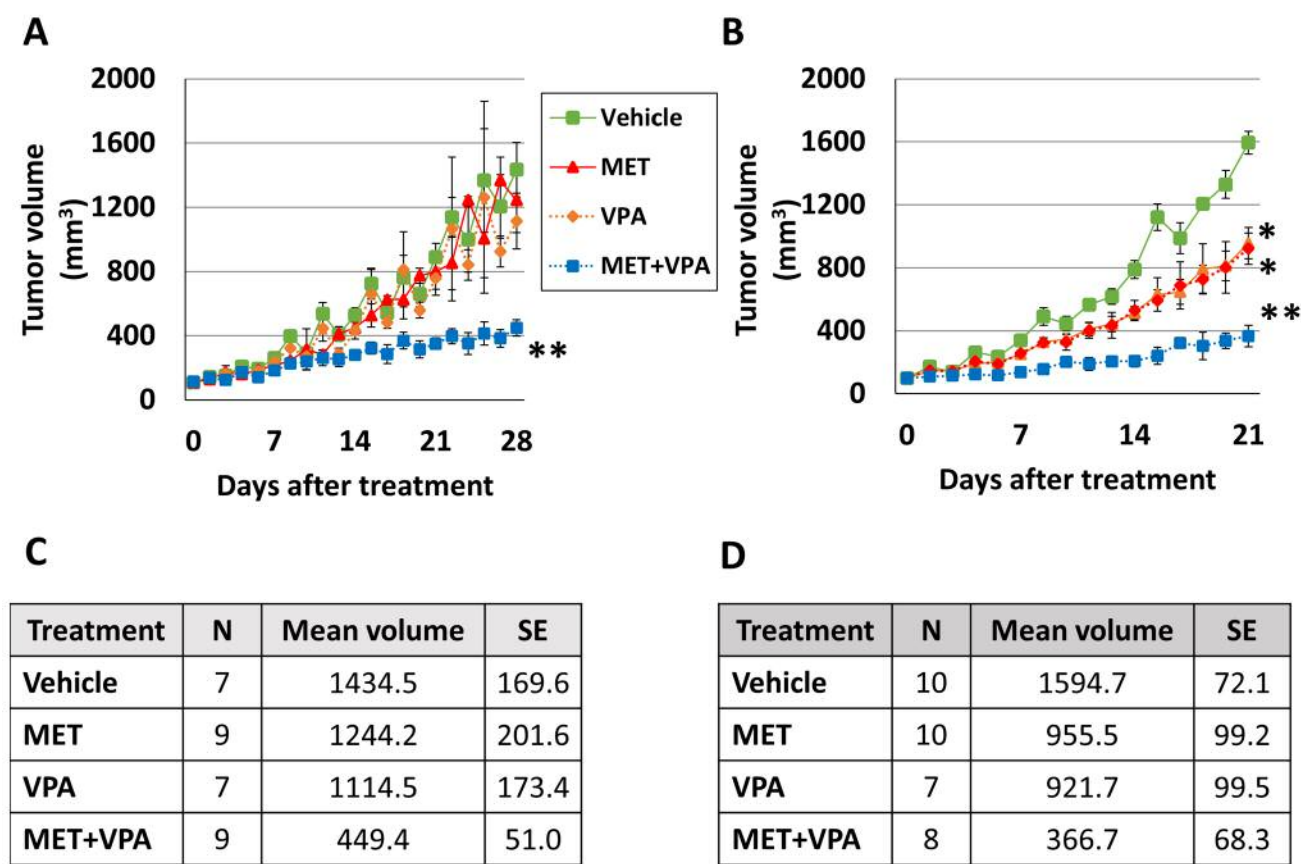 A
2000
1600
1200
800
400
0
Tumor volume
(mm³)
0 7 14 21 28
Days after treatment
**
Vehicle
MET
VPA
MET+VPA
B
2000
1600
1200
800
400
0
Tumor volume
(mm³)
0 7 14 21
Days after treatment
*
*
**
C
Treatment N Mean volume SE
Vehicle 7 1434.5 169.6
MET 9 1244.2 201.6
VPA 7 1114.5 173.4
MET+VPA 9 449.4 51.0
D
Treatment N Mean volume SE
Vehicle 10 1594.7 72.1
MET 10 955.5 99.2
VPA 7 921.7 99.5
MET+VPA 8 366.7 68.3